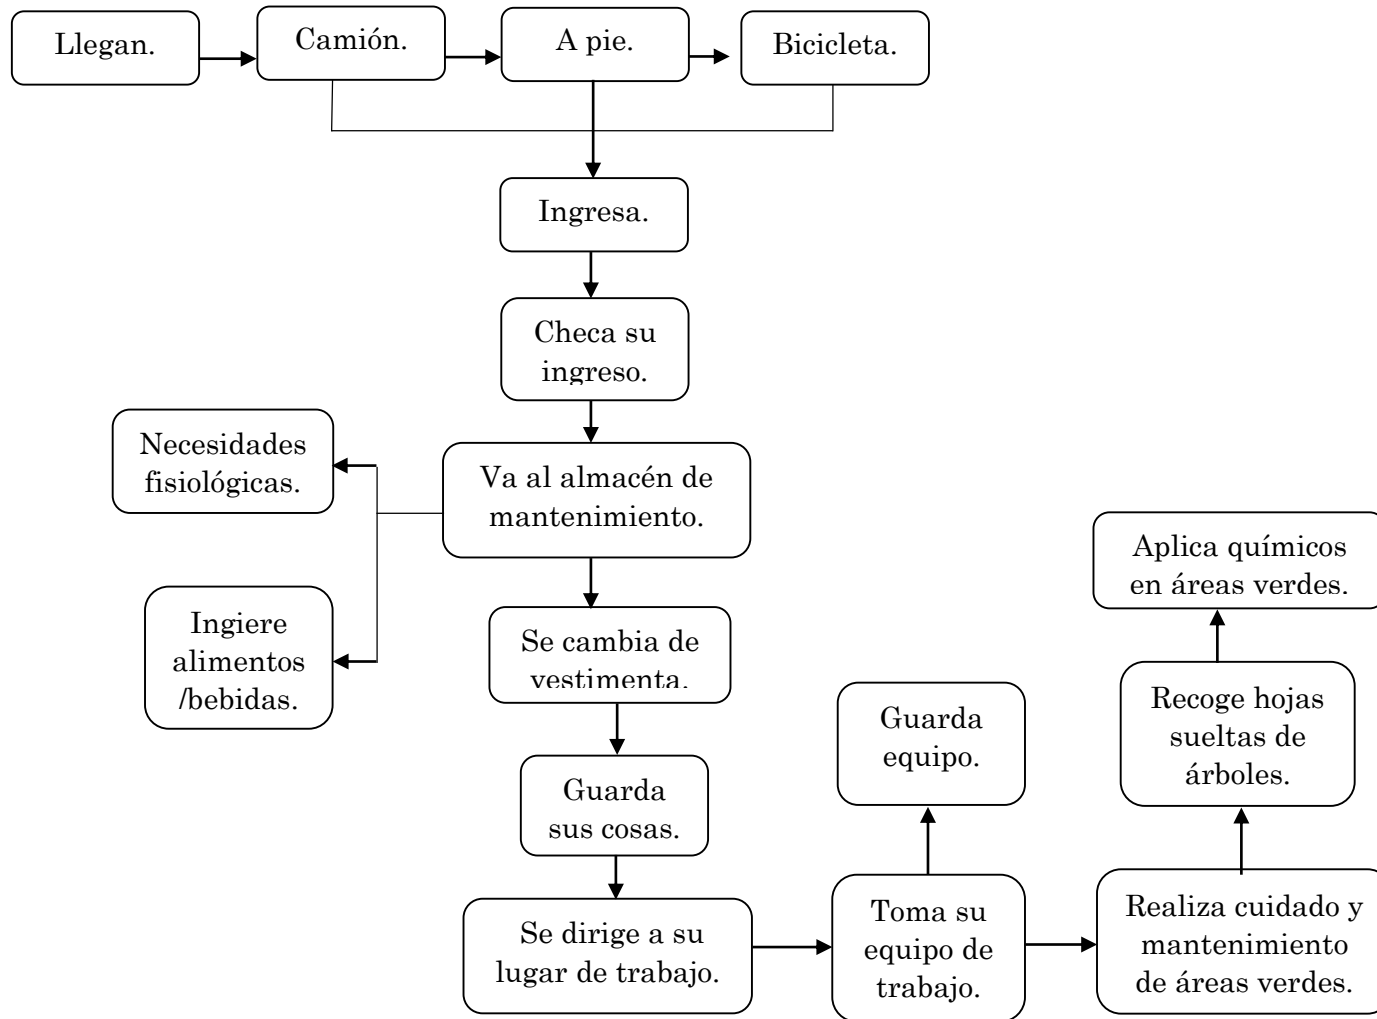 Llegan.
Camión.
A pie.
Bicicleta.
Ingresa.
Checa su
ingreso.
Necesidades
fisiológicas.
Va al almacén de
mantenimiento.
Ingiere
alimentos
/bebidas.
Se cambia de
vestimenta.
Guarda
sus cosas.
Se dirige a su
lugar de trabajo.
Guarda
equipo.
Toma su
equipo de
trabajo.
Aplica químicos
en áreas verdes.
Recoge hojas
sueltas de
árboles.
Realiza cuidado y
mantenimiento
de áreas verdes.